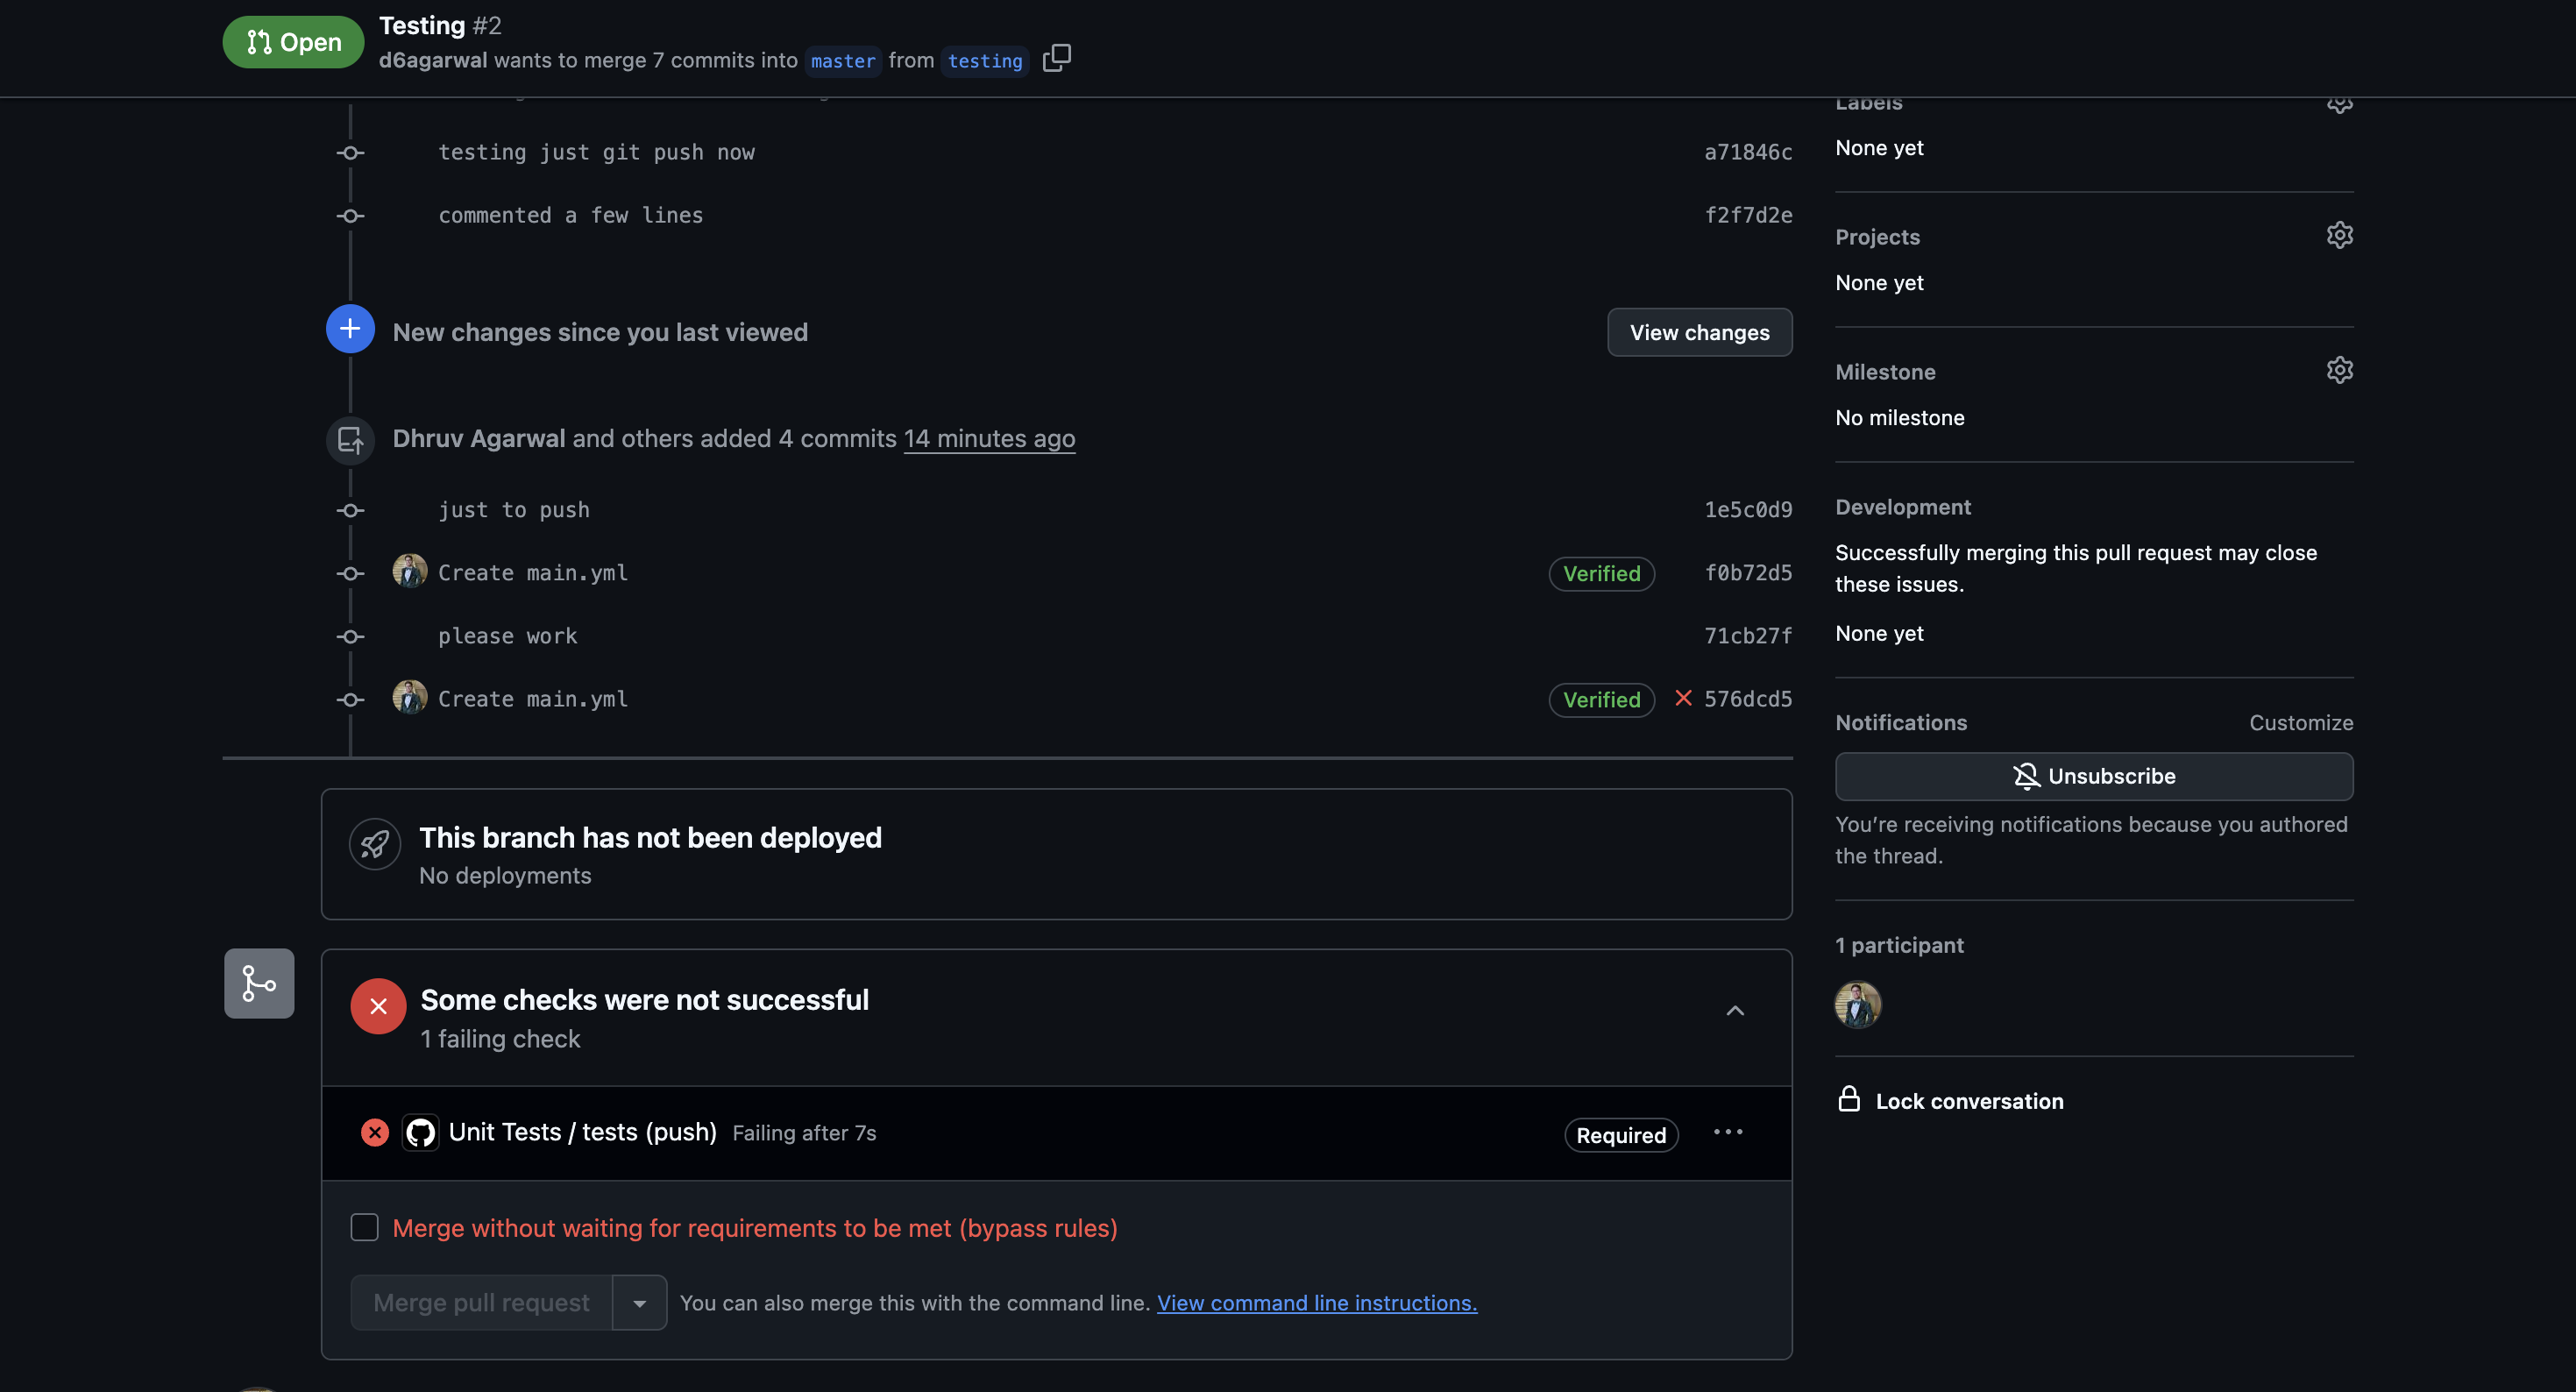 Open
Testing #2
d6agarwal wants to merge 7 commits into master from testing
Labels
None yet
testing just git push now a71846c
commented a few lines f2f7d2e
Projects
None yet
New changes since you last viewed View changes
Milestone
No milestone
Dhruv Agarwal and others added 4 commits 14 minutes ago
just to push 1e5c0d9
Create main.yml Verified f0b72d5
please work 71cb27f
Create main.yml Verified 576dcd5
Development
Successfully merging this pull request may close
these issues.
None yet
Notifications Customize
Unsubscribe
You’re receiving notifications because you authored
the thread.
1 participant
Lock conversation
This branch has not been deployed
No deployments
Some checks were not successful
1 failing check
Unit Tests / tests (push) Failing after 7s Required
Merge without waiting for requirements to be met (bypass rules)
Merge pull request You can also merge this with the command line. View command line instructions.